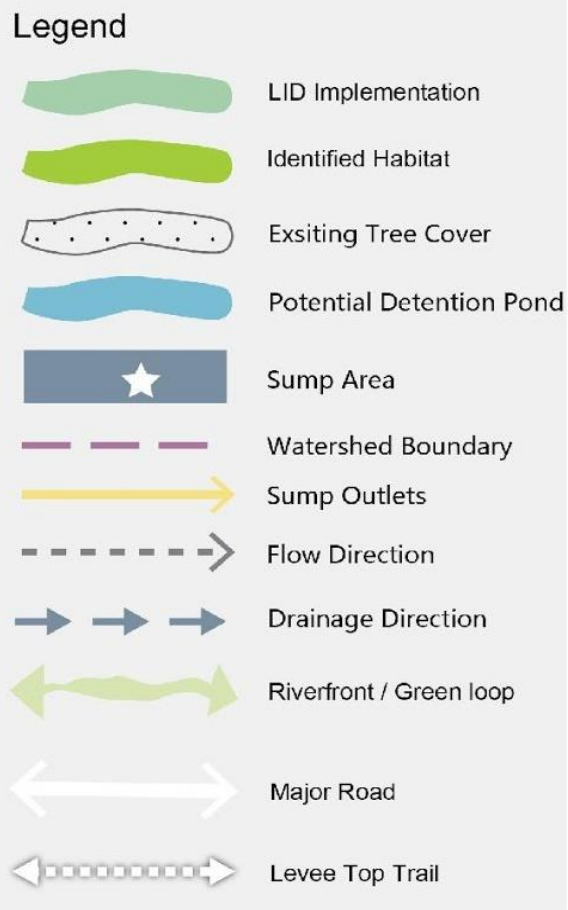 Legend
LID Implementation
Identified Habitat
Exsiting Tree Cover
Potential Detention Pond
Sump Area
Watershed Boundary
Sump Outlets
Flow Direction
Drainage Direction
Riverfront / Green loop
Major Road
Levee Top Trail